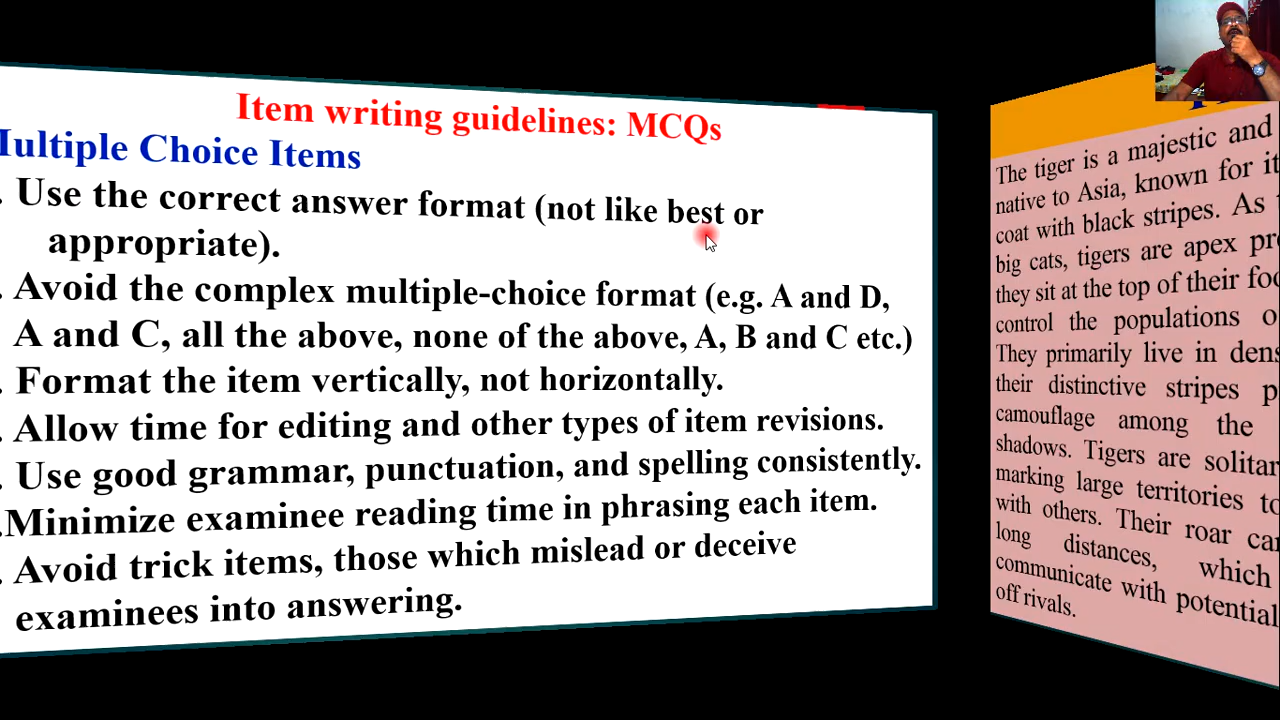 Item writing guidelines: MCQs
Multiple Choice Items
. Use the correct answer format (not like best or
appropriate).
. Avoid the complex multiple-choice format (e.g. A and D,
A and C, all the above, none of the above, A, B and C etc.)
. Format the item vertically, not horizontally.
. Allow time for editing and other types of item revisions.
. Use good grammar, punctuation, and spelling consistently.
.Minimize examinee reading time in phrasing each item.
. Avoid trick items, those which mislead or deceive
examinees into answering.
The tiger is a majestic and
native to Asia, known for
coat with black stripes. As
big cats, tigers are apex
they sit at the top of their
control the populations
They primarily live in
their distinctive stripes
camouflage among the
shadows. Tigers are
marking large territories
with others. Their roar
long distances, which
communicate with potential
off rivals.